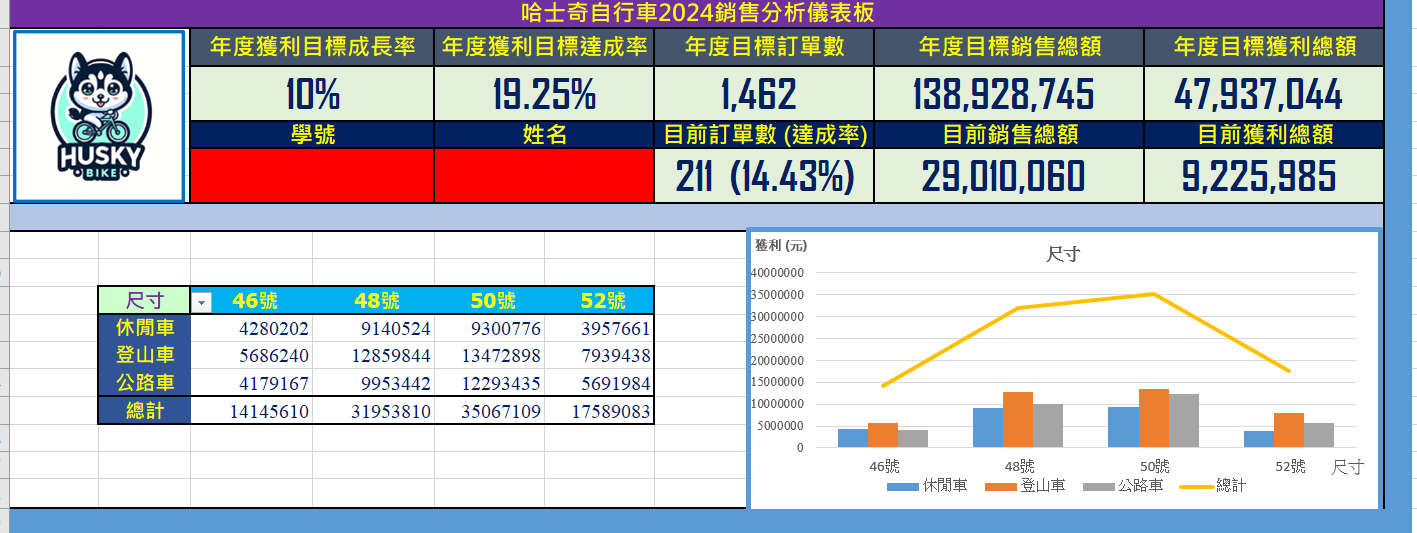 哈士奇自行車2024銷售分析儀表板
年度獲利目標成長率 年度獲利目標達成率 年度目標訂單數 年度目標銷售總額 年度目標獲利總額
10% 19.25% 1,462 138,928,745 47,937,044
學號 姓名 目前訂單數 (達成率) 目前銷售總額 目前獲利總額
211 (14.43%) 29,010,060 9,225,985
HUSKY
BIKE
尺寸 46號 48號 50號 52號
休閒車 4280202 9140524 9300776 3957661
登山車 5686240 12859844 13472898 7939438
公路車 4179167 9953442 12293435 5691984
總計 14145610 31953810 35067109 17589083
獲利 (元)
尺寸
40000000
35000000
30000000
25000000
20000000
15000000
10000000
5000000
0
46號 48號 50號 52號 尺寸
休閒車 登山車 公路車 總計